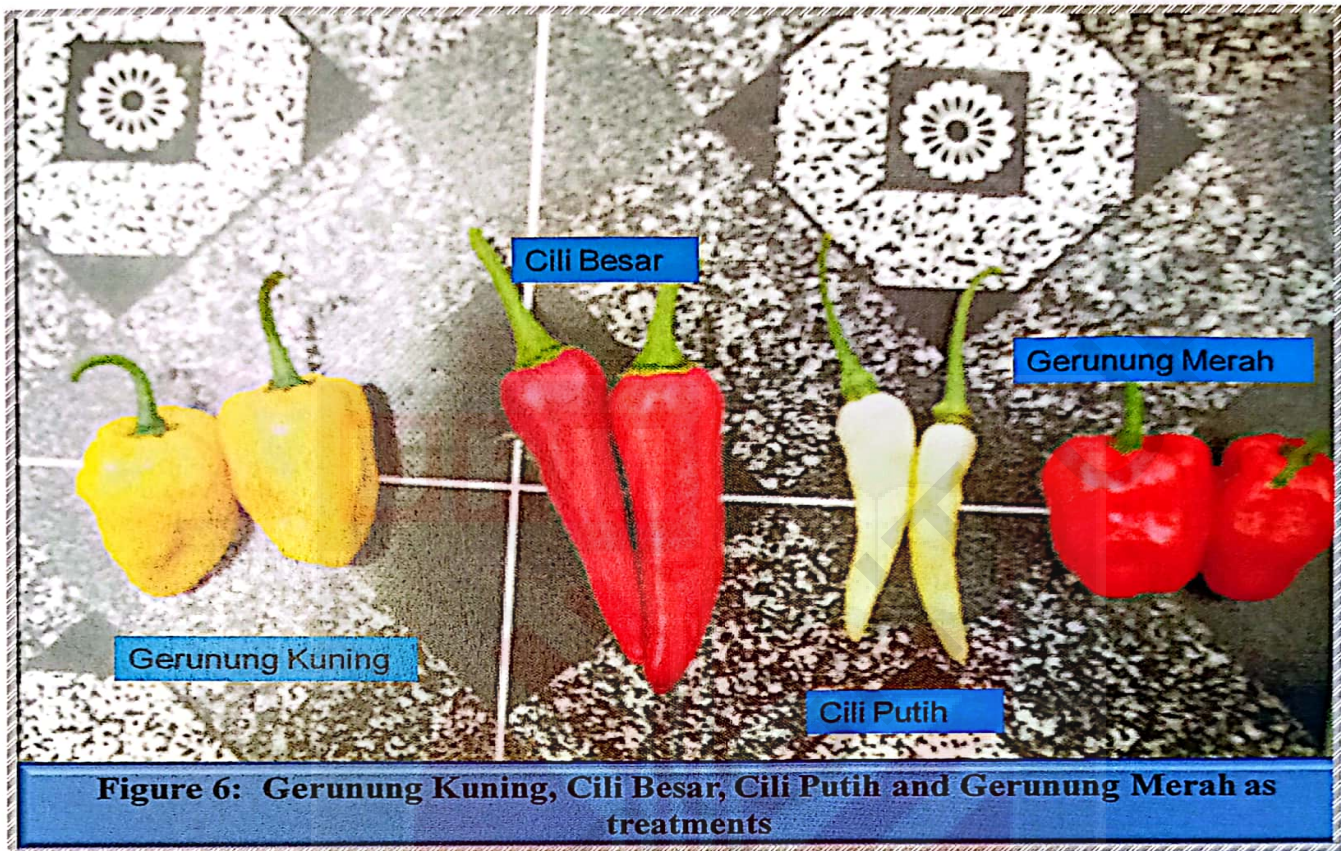 Cili Besar
Gerunung Merah
Gerunung Kuning
Cili Putih
Figure 6: Gerunung Kuning, Cili Besar, Cili Putih and Gerunung Merah as
treatments